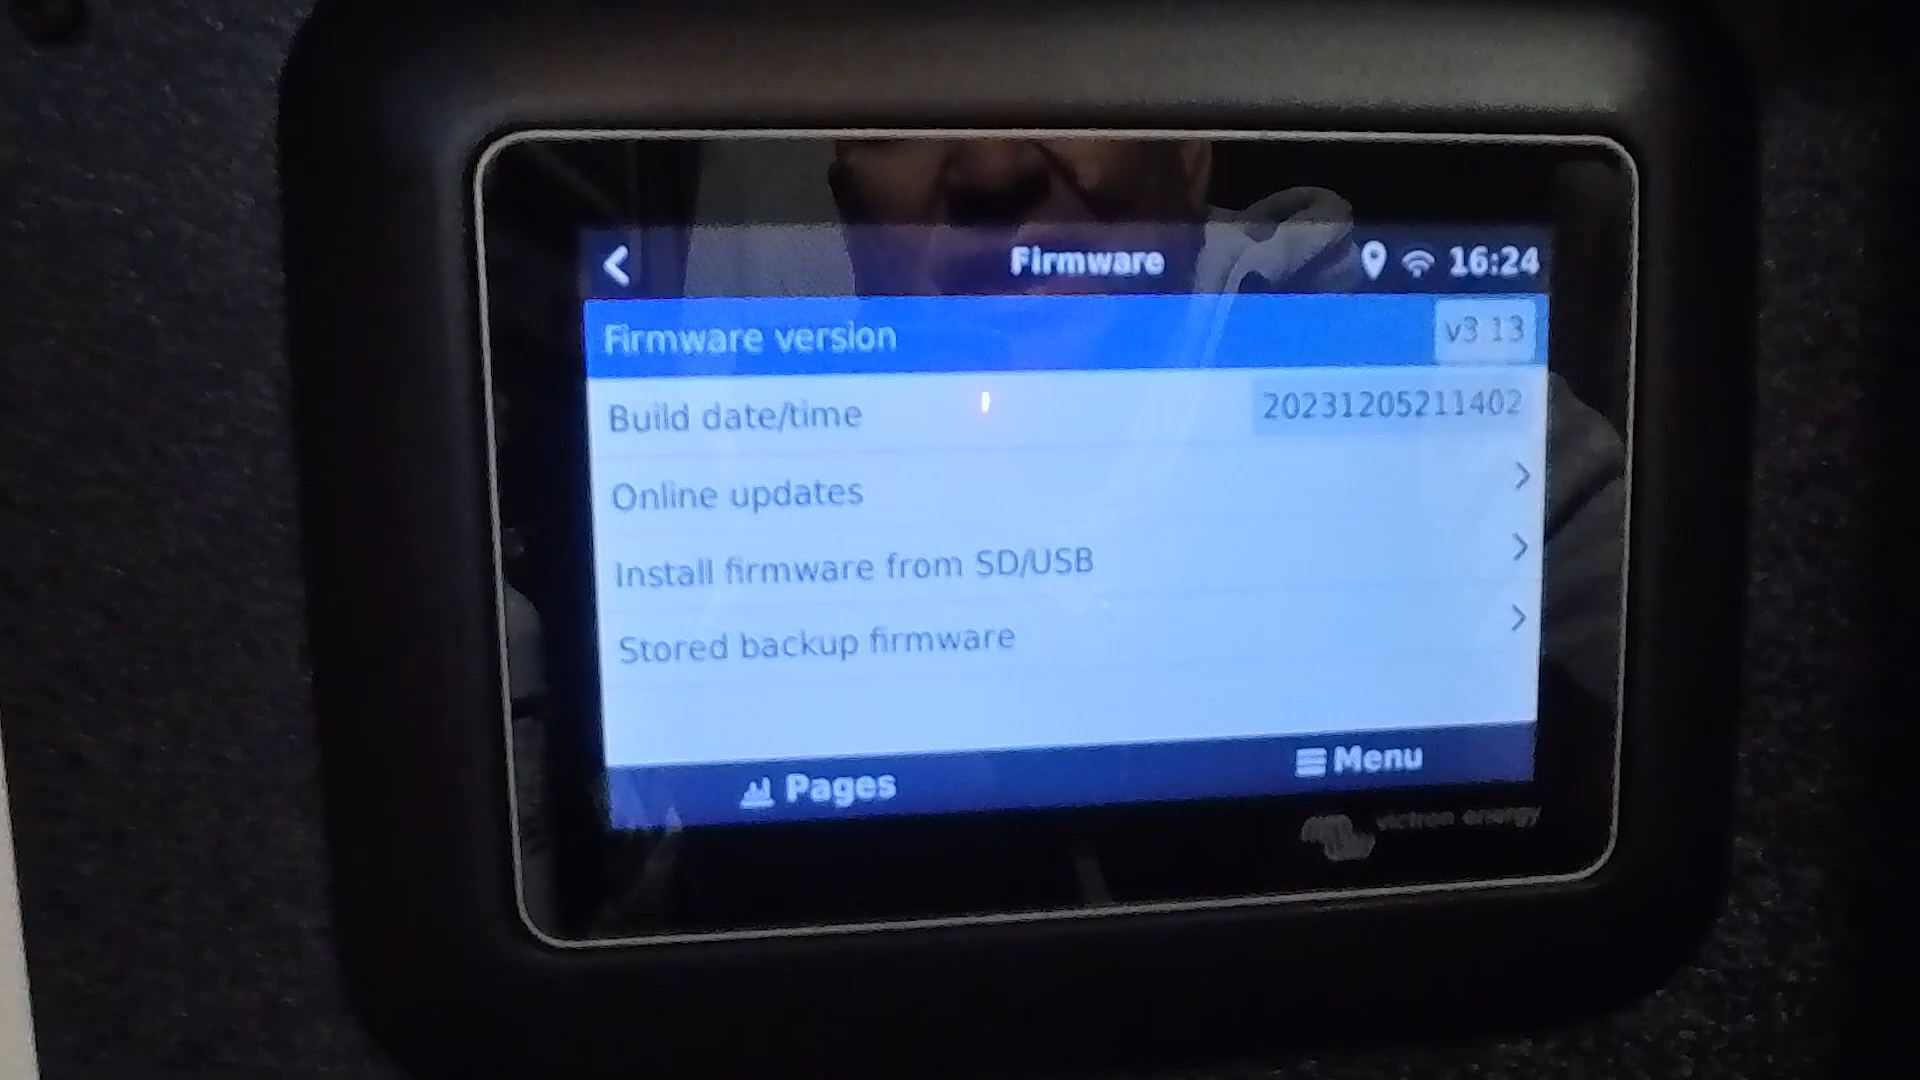 Firmware
16:24
Firmware version
v3.13
Build date/time
20231205211402
Online updates
Install firmware from SD/USB
Stored backup firmware
Pages
Menu
victron energy